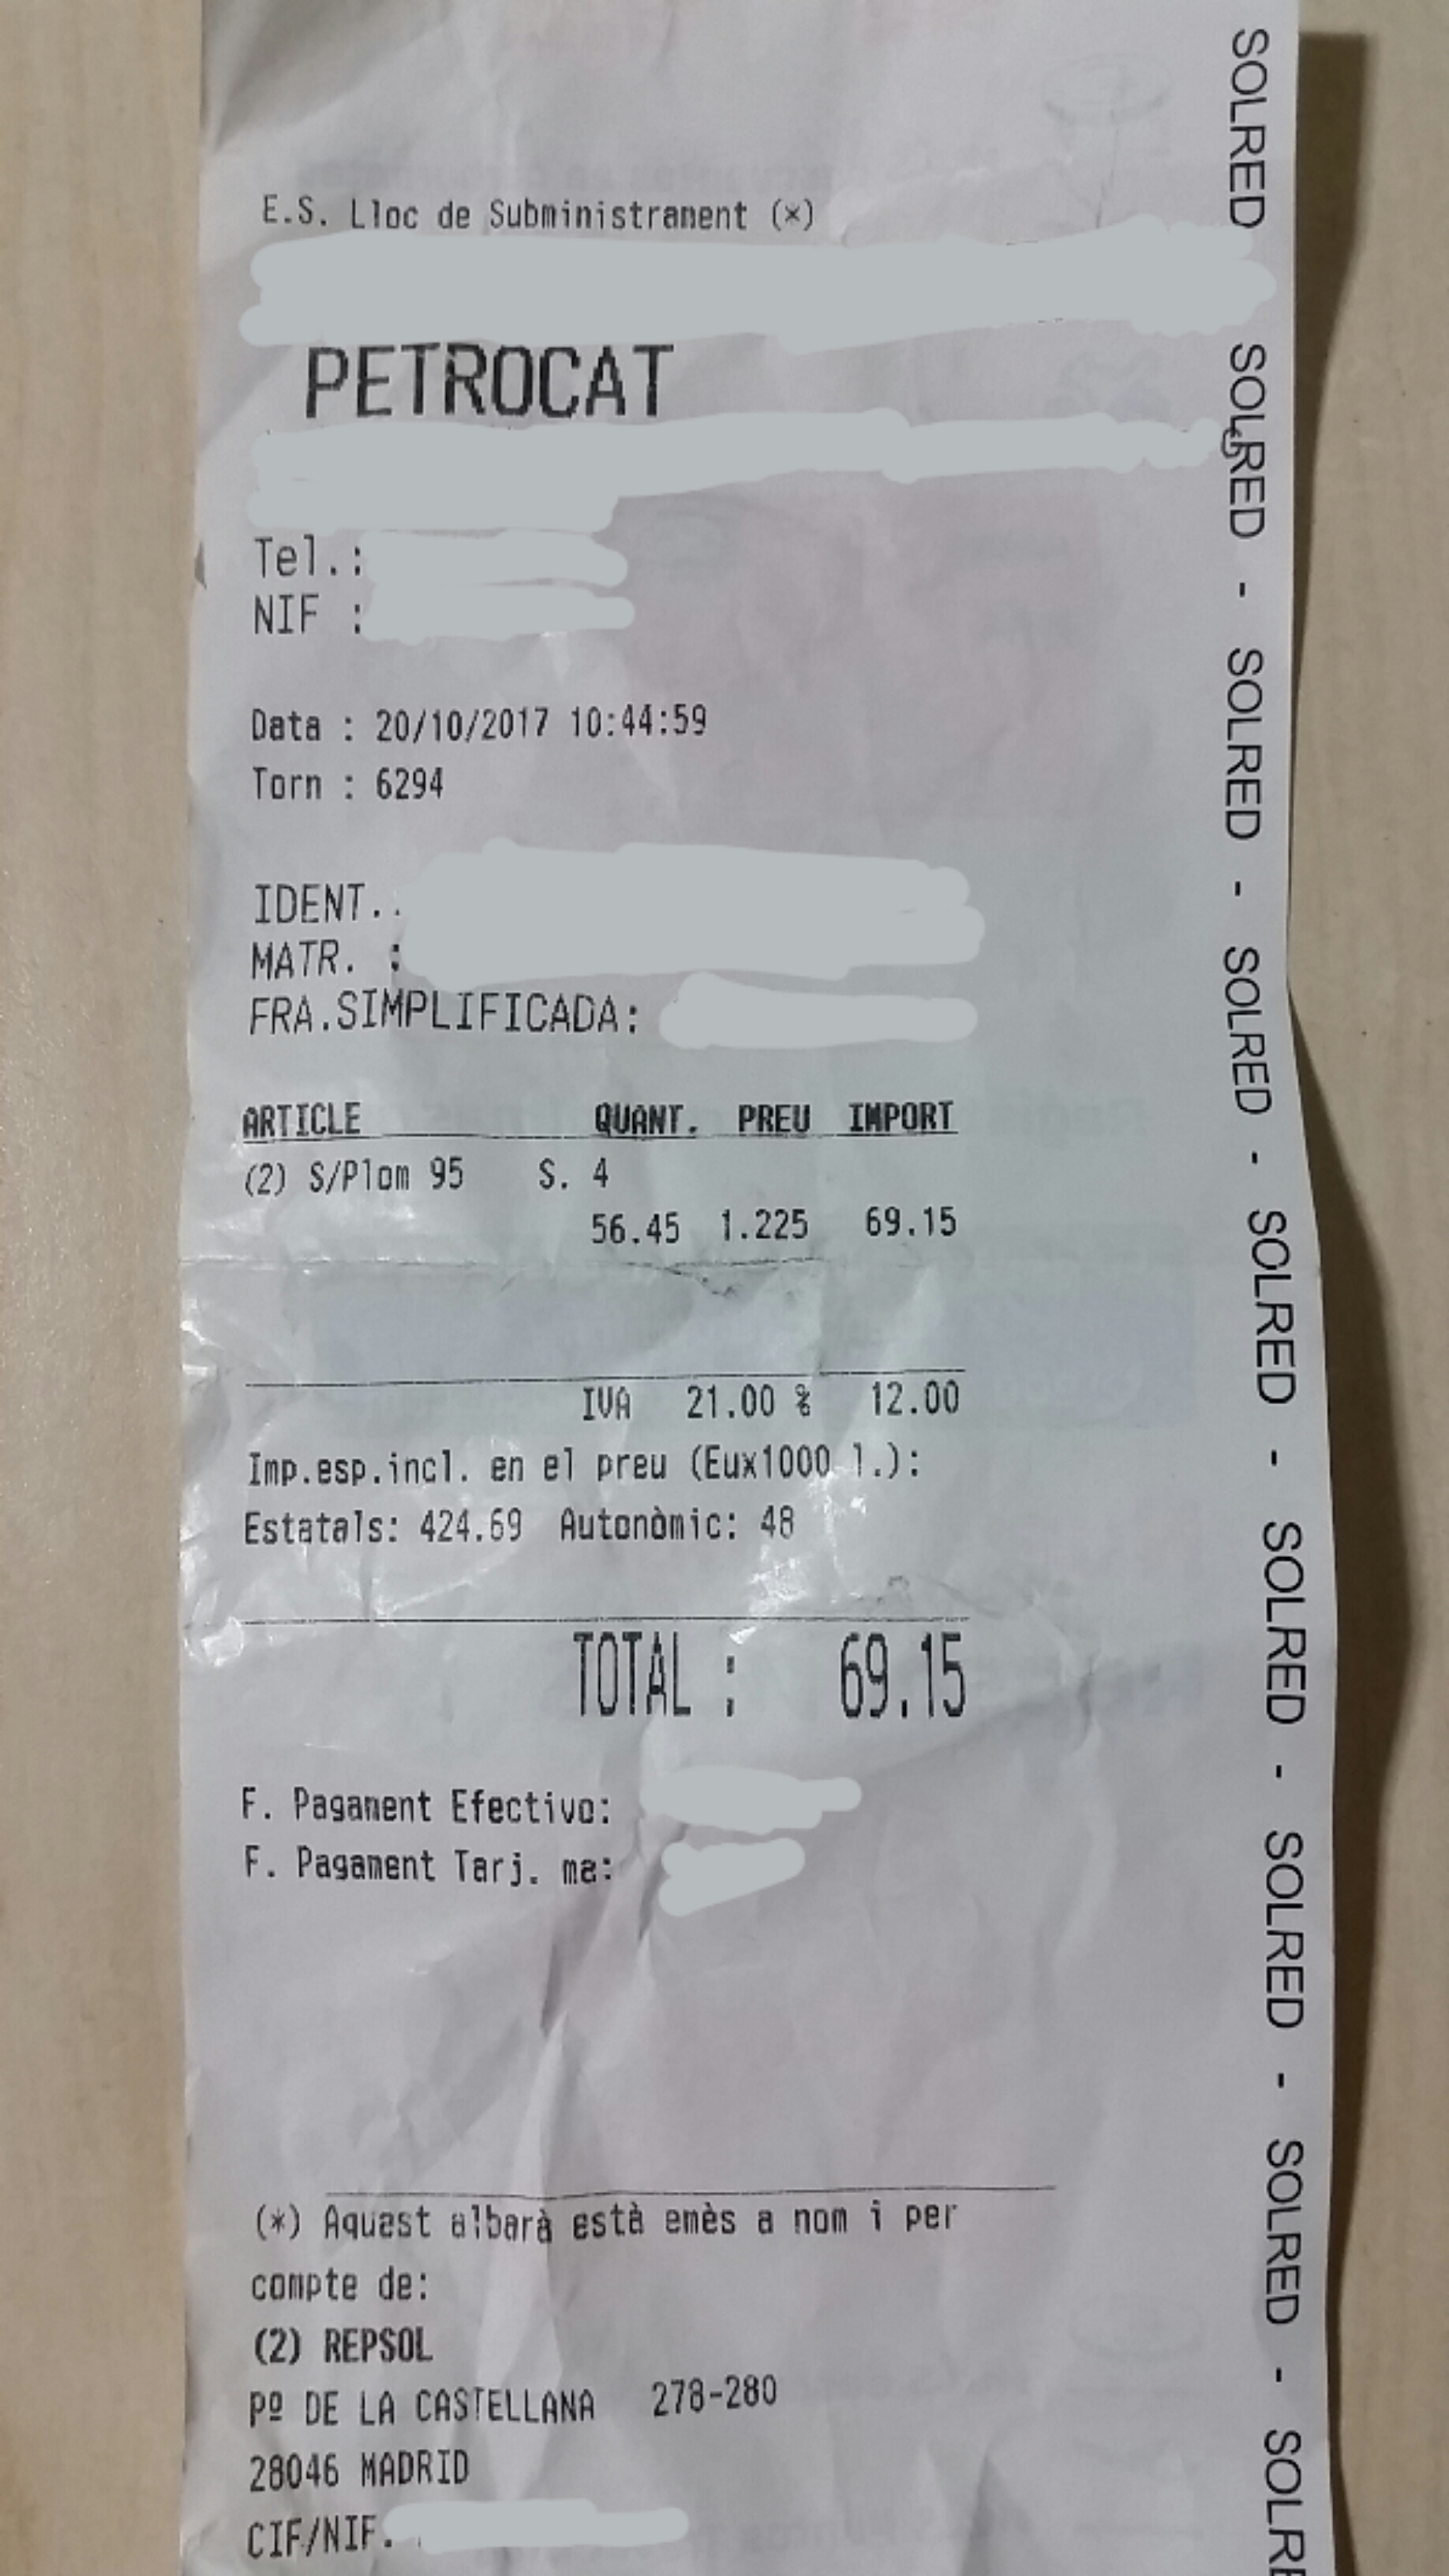 E.S. Lloc de Subministrament (*)
PETROCAT
Tel.:
NIF :
Data : 20/10/2017 10:44:59
Torn : 6294
IDENT..
MATR. :
FRA.SIMPLIFICADA:
ARTICLE QUANT. PREU IMPORT
(2) S/Plom 95 S. 4
56.45 1.225 69.15
IVA 21.00 % 12.00
Imp.esp.incl. en el preu (Eux1000 l.):
Estatals: 424.69 Autonòmic: 48
TOTAL : 69.15
F. Pagament Efectivo:
F. Pagament Tarj. ma:
(*) Aquest albarà està emès a nom i per
compte de:
(2) REPSOL
Pº DE LA CASTELLANA 278-280
28046 MADRID
CIF/NIF.
SOLRED SOLRED - SOLRED - SOLRED - SOLRED - SOLRED - SOLRED - SOLRED - SOLRE